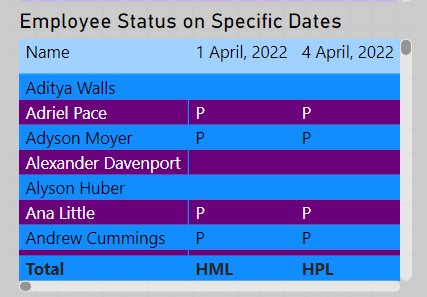 Employee Status on Specific Dates
Name 1 April, 2022 4 April, 2022
Aditya Walls
Adriel Pace P P
Adyson Moyer P P
Alexander Davenport
Alyson Huber
Ana Little P P
Andrew Cummings P P
Total HML HPL